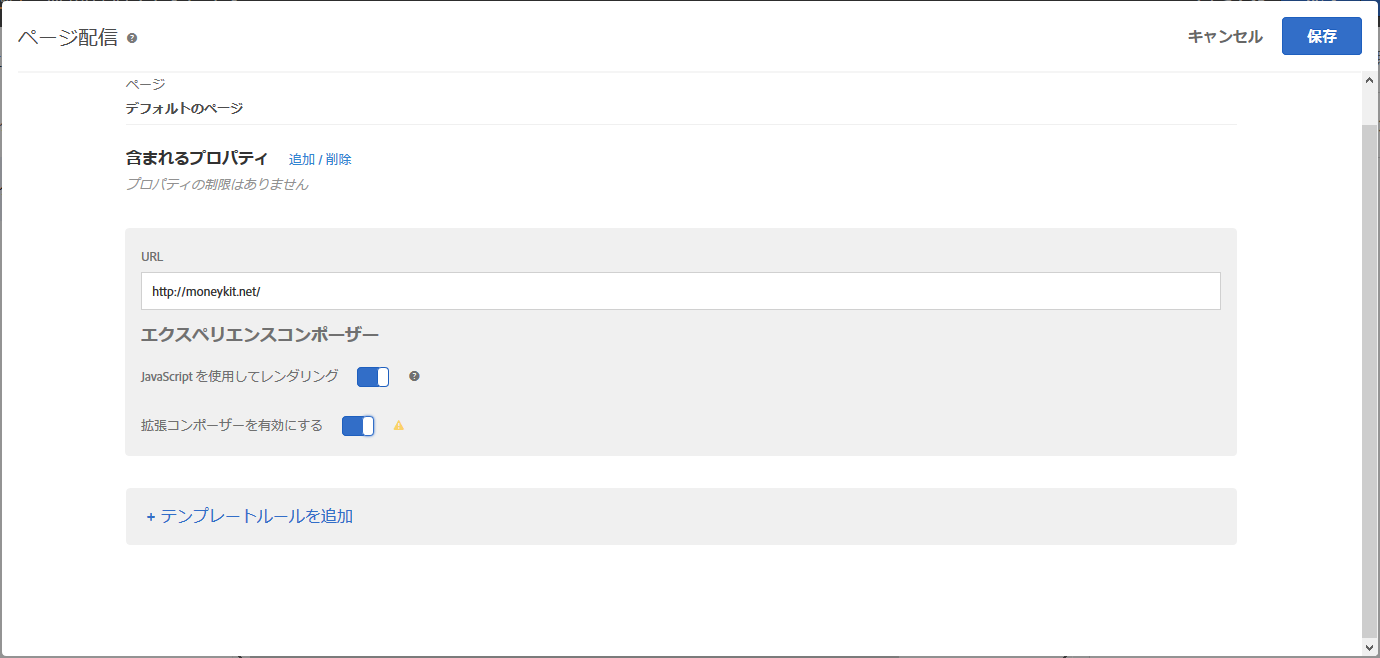 ページ配信
キャンセル
保存
ページ
デフォルトのページ
含まれるプロパティ 追加 / 削除
プロパティの制限はありません
URL
http://moneykit.net/
エクスペリエンスコンポーザー
JavaScript を使用してレンダリング
拡張コンポーザーを有効にする
+ テンプレートルールを追加